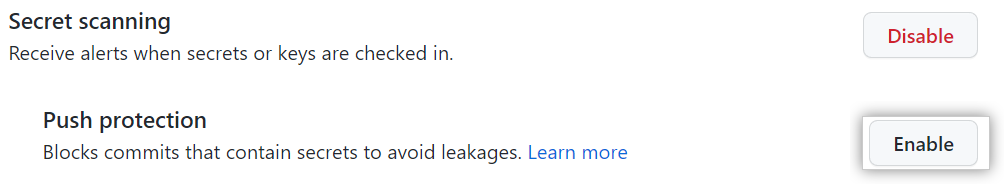 Secret scanning
Disable
Receive alerts when secrets or keys are checked in.
Push protection
Enable
Blocks commits that contain secrets to avoid leakages. Learn more